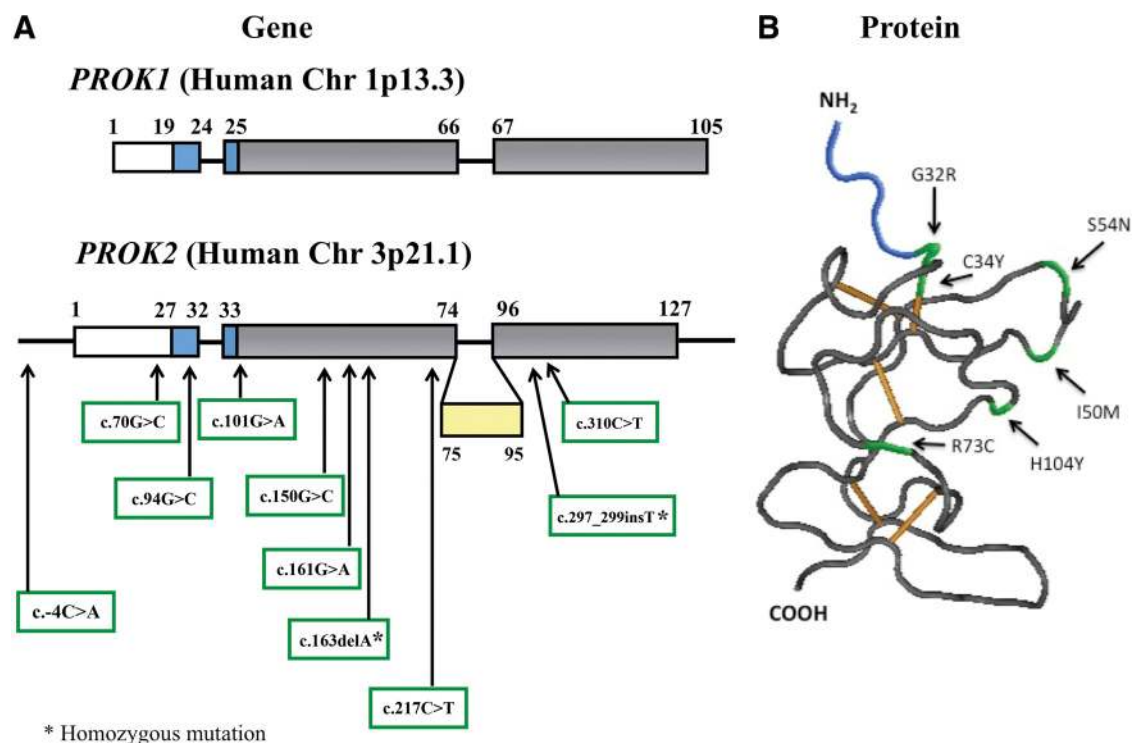 A Gene
PROK1 (Human Chr 1p13.3)
1 19 24 25 66 67 105
PROK2 (Human Chr 3p21.1)
1 27 32 33 74 96 127
c.70G>C
c.101G>A
c.310C>T
75 95
c.94G>C
c.150G>C
c.297_299insT*
c.161G>A
c.-4C>A
c.163delA*
c.217C>T
* Homozygous mutation
B Protein
NH2
G32R
S54N
C34Y
I50M
R73C
H104Y
COOH